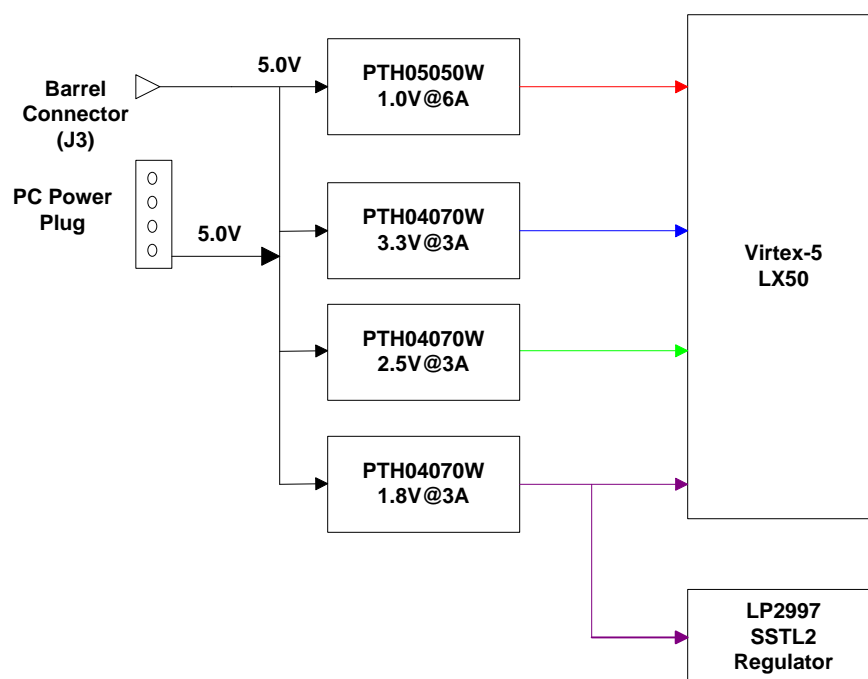 5.0V
Barrel
Connector
(J3)
PC Power
Plug
5.0V
PTH05050W
1.0V@6A
PTH04070W
3.3V@3A
PTH04070W
2.5V@3A
PTH04070W
1.8V@3A
Virtex-5
LX50
LP2997
SSTL2
Regulator